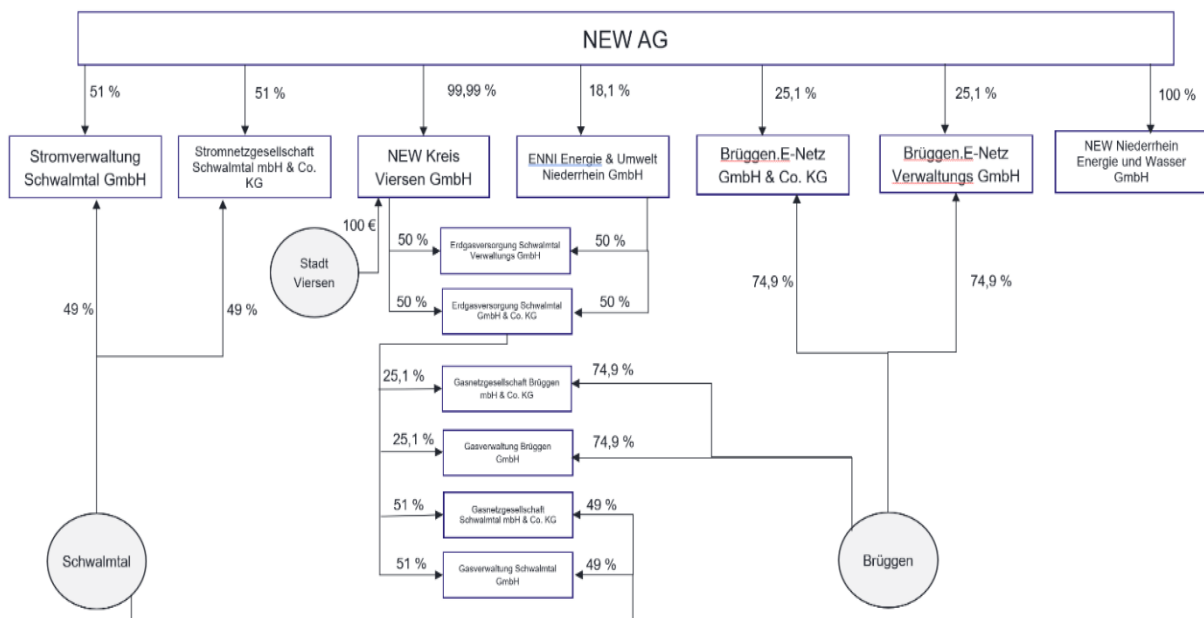 NEW AG
51 %
51 %
99,99 %
18,1 %
25,1 %
25,1 %
100 %
Stromverwaltung
Schwalmtal GmbH
Stromnetzgesellschaft
Schwalmtal mbH & Co.
KG
NEW Kreis
Viersen GmbH
ENNI Energie & Umwelt
Niederrhein GmbH
Brüggen.E-Netz
GmbH & Co. KG
Brüggen.E-Netz
Verwaltungs GmbH
NEW Niederrhein
Energie und Wasser
GmbH
100 €
Stadt
Viersen
50 %
Erdgasversorgung Schwalmtal
Verwaltungs GmbH
50 %
50 %
Erdgasversorgung Schwalmtal
GmbH & Co. KG
50 %
49 %
49 %
74,9 %
74,9 %
25,1 %
Gasnetzgesellschaft Brüggen
mbH & Co. KG
74,9 %
25,1 %
Gasverwaltung Brüggen
GmbH
74,9 %
51 %
Gasnetzgesellschaft
Schwalmtal mbH & Co. KG
49 %
51 %
Gasverwaltung Schwalmtal
GmbH
49 %
Schwalmtal
Brüggen